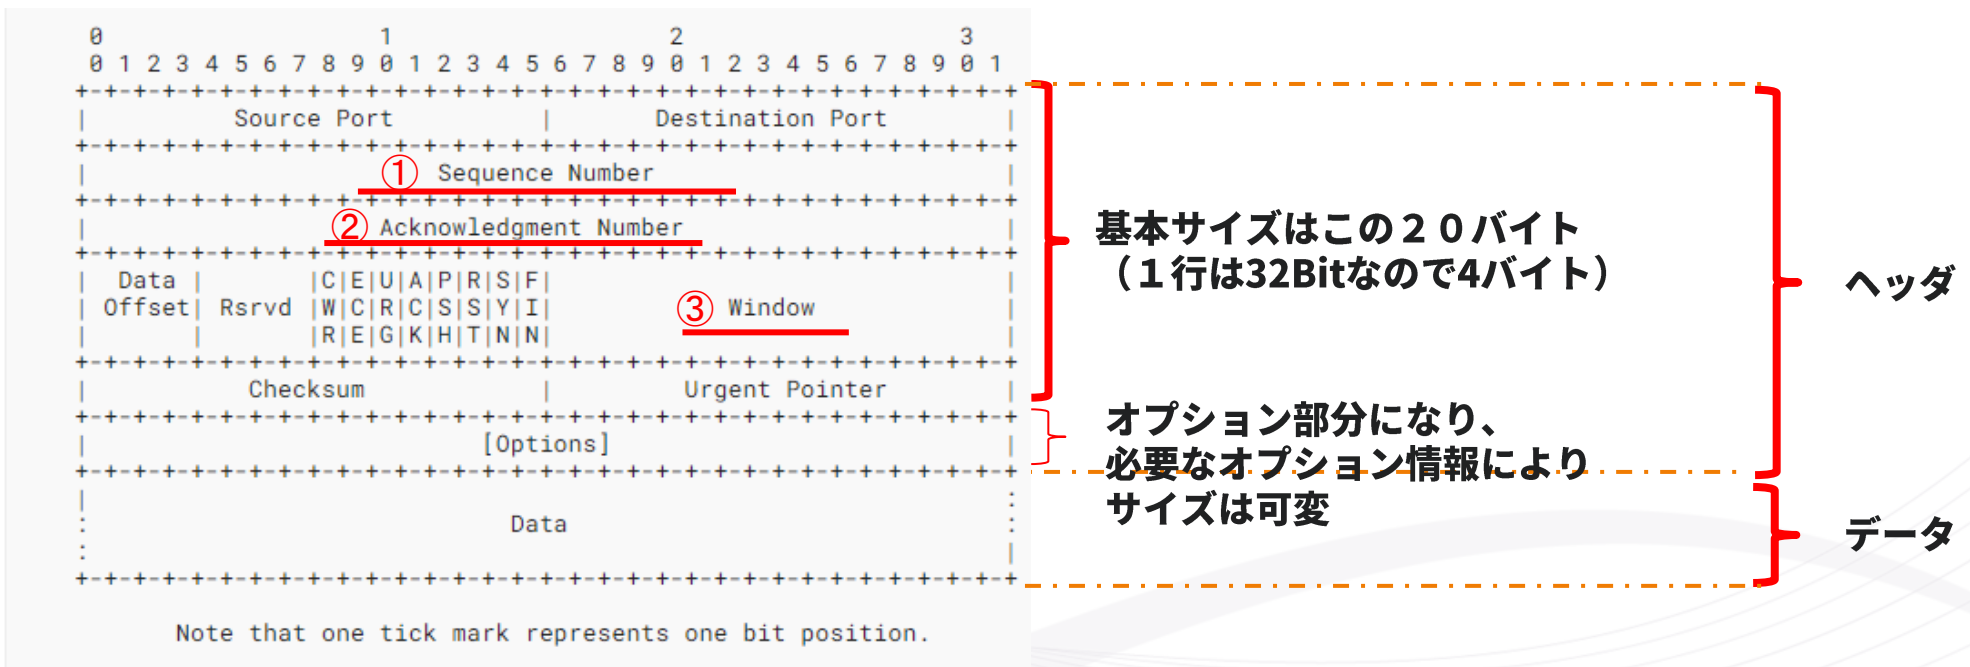 0                   1                   2                   3
0 1 2 3 4 5 6 7 8 9 0 1 2 3 4 5 6 7 8 9 0 1 2 3 4 5 6 7 8 9 0 1
+-+-+-+-+-+-+-+-+-+-+-+-+-+-+-+-+-+-+-+-+-+-+-+-+-+-+-+-+-+-+-+-+
|          Source Port          |       Destination Port        |
+-+-+-+-+-+-+-+-+-+-+-+-+-+-+-+-+-+-+-+-+-+-+-+-+-+-+-+-+-+-+-+-+
|                    ① Sequence Number                        |
+-+-+-+-+-+-+-+-+-+-+-+-+-+-+-+-+-+-+-+-+-+-+-+-+-+-+-+-+-+-+-+-+
|                 ② Acknowledgment Number                      |
+-+-+-+-+-+-+-+-+-+-+-+-+-+-+-+-+-+-+-+-+-+-+-+-+-+-+-+-+-+-+-+-+
|  Data |       |C|E|U|A|P|R|S|F|                               |
| Offset| Rsrvd |W|C|R|C|S|S|Y|I|         ③ Window             |
|       |       |R|E|G|K|H|T|N|N|                               |
+-+-+-+-+-+-+-+-+-+-+-+-+-+-+-+-+-+-+-+-+-+-+-+-+-+-+-+-+-+-+-+-+
|           Checksum            |         Urgent Pointer        |
+-+-+-+-+-+-+-+-+-+-+-+-+-+-+-+-+-+-+-+-+-+-+-+-+-+-+-+-+-+-+-+-+
|                           [Options]                           |
+-+-+-+-+-+-+-+-+-+-+-+-+-+-+-+-+-+-+-+-+-+-+-+-+-+-+-+-+-+-+-+-+
|                                                               :
:                             Data                              :
:                                                               |
+-+-+-+-+-+-+-+-+-+-+-+-+-+-+-+-+-+-+-+-+-+-+-+-+-+-+-+-+-+-+-+-+
Note that one tick mark represents one bit position.
基本サイズはこの２０バイト
（１行は32Bitなので4バイト）
オプション部分になり、
必要なオプション情報により
サイズは可変
ヘッダ
データ